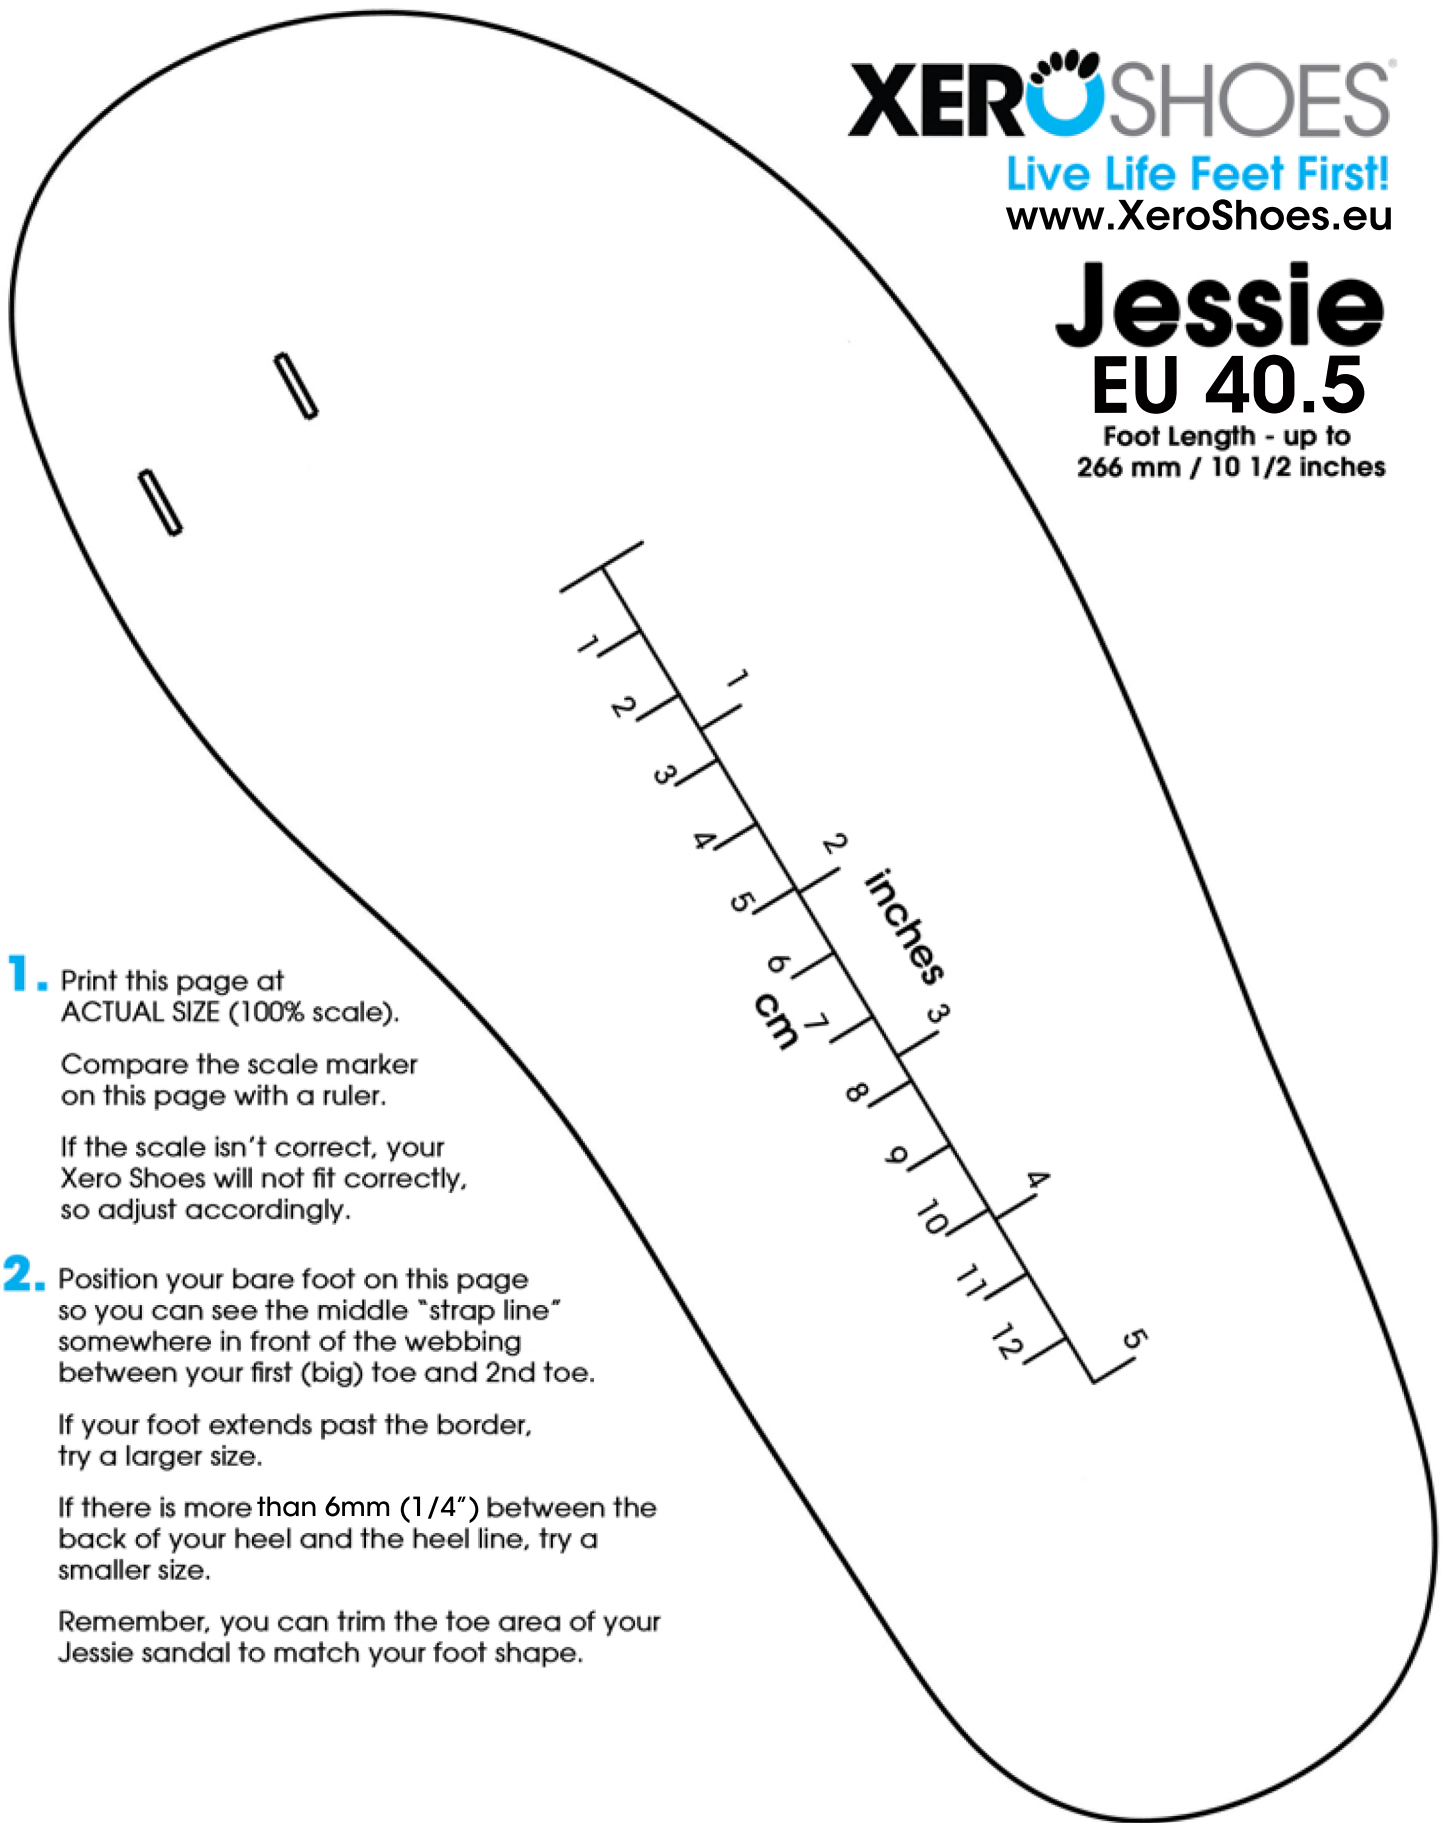 XEROSHOES®
Live Life Feet First!
www.XeroShoes.eu
Jessie
EU 40.5
Foot Length - up to
266 mm / 10 1/2 inches
1
2
3
4
5
6
7
8
9
10
11
12
cm
1
2
3
4
5
inches
1. Print this page at
ACTUAL SIZE (100% scale).
Compare the scale marker
on this page with a ruler.
If the scale isn't correct, your
Xero Shoes will not fit correctly,
so adjust accordingly.
2. Position your bare foot on this page
so you can see the middle "strap line"
somewhere in front of the webbing
between your first (big) toe and 2nd toe.
If your foot extends past the border,
try a larger size.
If there is more than 6mm (1/4") between the
back of your heel and the heel line, try a
smaller size.
Remember, you can trim the toe area of your
Jessie sandal to match your foot shape.